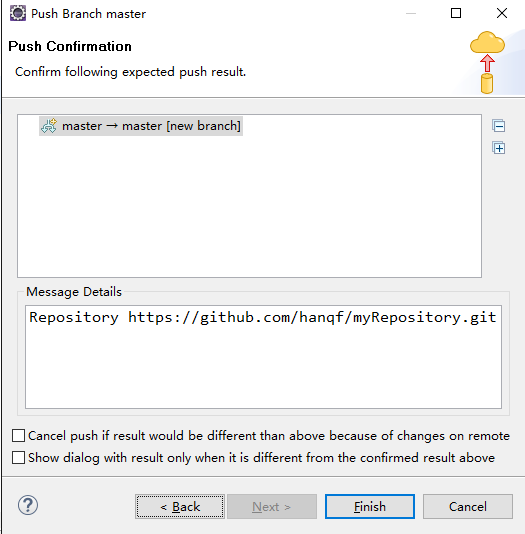 Push Branch master
Push Confirmation
Confirm following expected push result.
master → master [new branch]
Message Details
Repository https://github.com/hanqf/myRepository.git
Cancel push if result would be different than above because of changes on remote
Show dialog with result only when it is different from the confirmed result above
? < Back Next > Finish Cancel